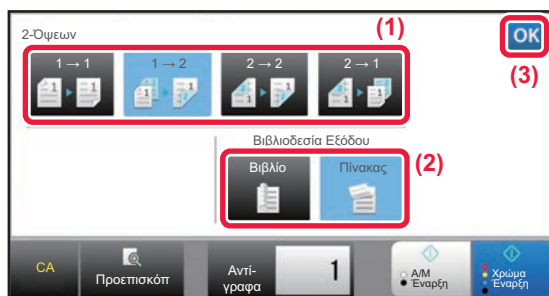 (1)
2-Όψεων
OK
1 → 1
1 → 2
2 → 2
2 → 1
(3)
Βιβλιοδεσία Εξόδου
Βιβλίο
Πίνακας
(2)
CA
Προεπισκόπ
Αντί-
γραφα
1
Α/Μ
Έναρξη
Χρώμα
Έναρξη